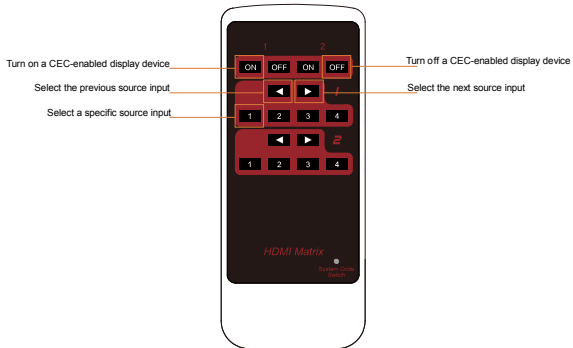 1 2
Turn on a CEC-enabled display device ON OFF ON OFF Turn off a CEC-enabled display device
Select the previous source input ◀ ▶ 1 Select the next source input
Select a specific source input 1 2 3 4
◀ ▶ 2
1 2 3 4
HDMI Matrix
System Code
Switch